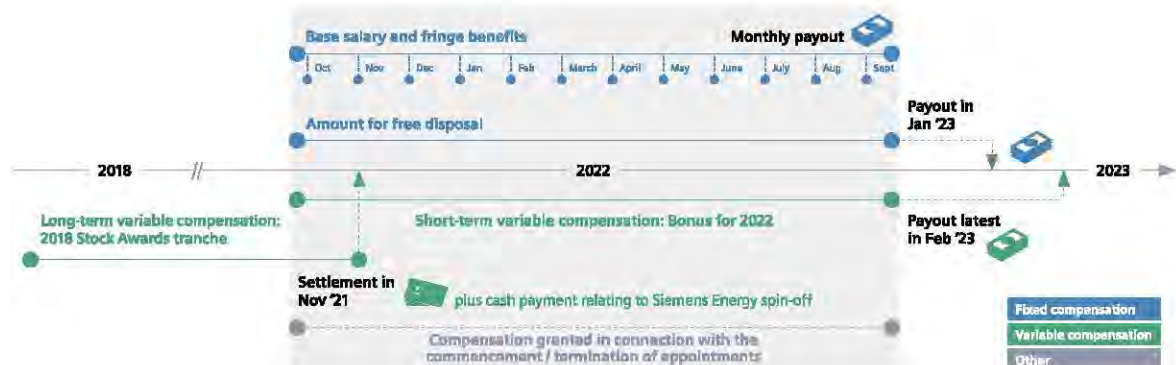 Base salary and fringe benefits
Monthly payout
Oct Nov Dec Jan Feb March April May June July Aug Sept
Amount for free disposal
Payout in
Jan '23
2018 // 2022 2023
Long-term variable compensation:
2018 Stock Awards tranche
Short-term variable compensation: Bonus for 2022
Payout latest
in Feb '23
Settlement in
Nov '21
plus cash payment relating to Siemens Energy spin-off
Compensation granted in connection with the
commencement / termination of appointments
Fixed compensation
Variable compensation
Other